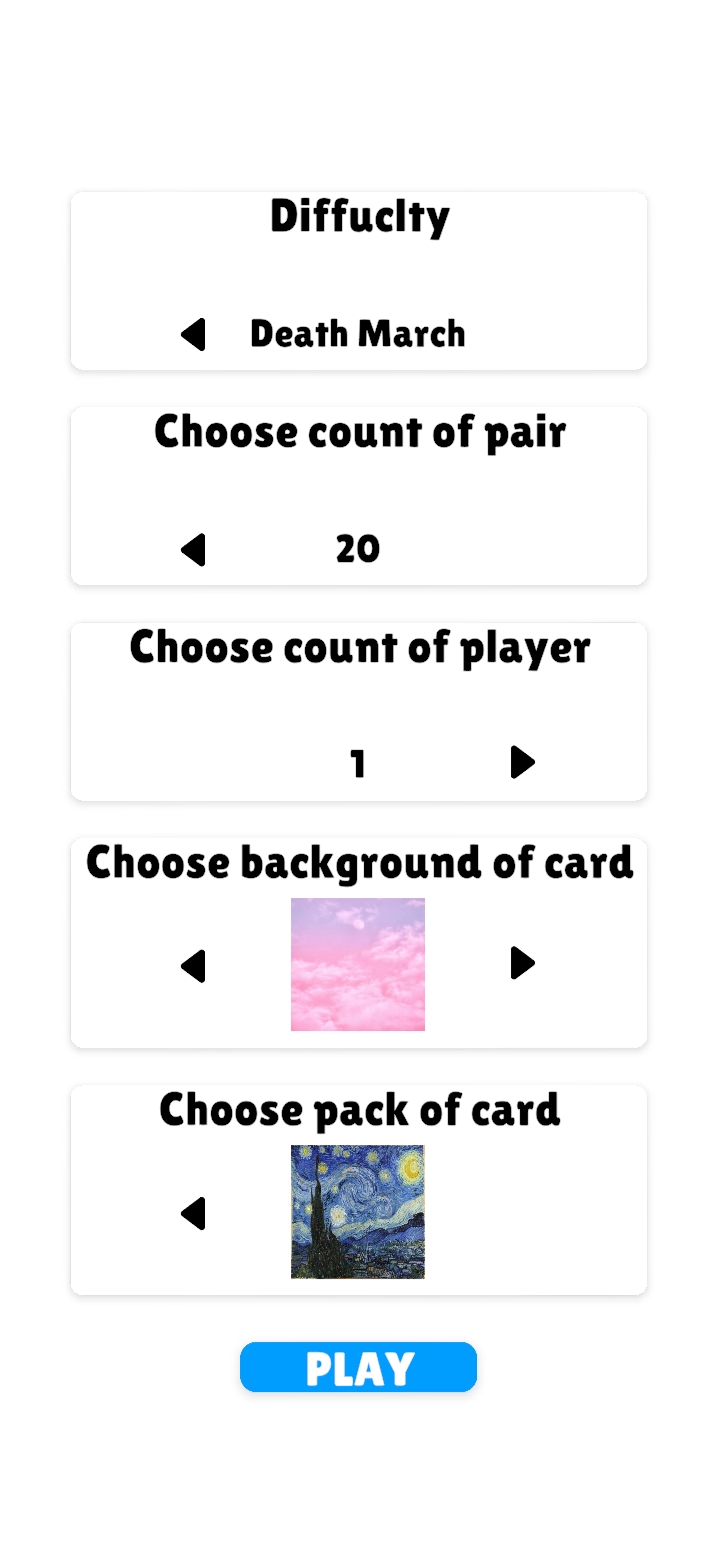 Diffuclty
Death March
Choose count of pair
20
Choose count of player
1
Choose background of card
Choose pack of card
PLAY